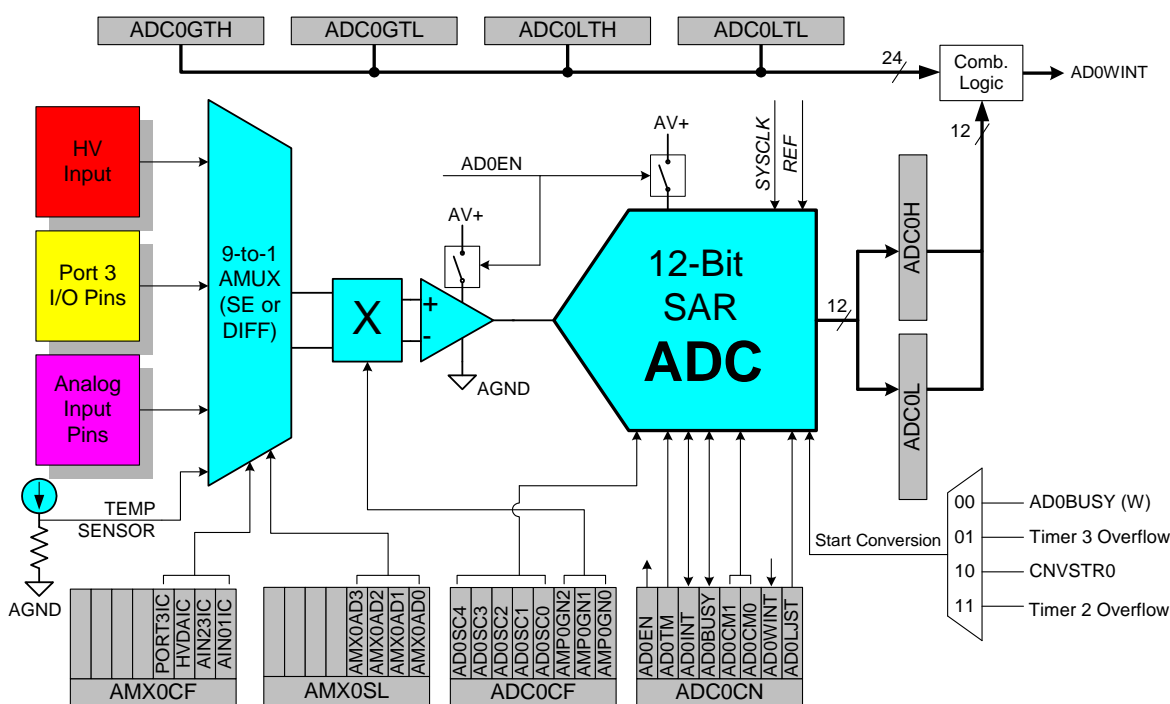 ADC0GTH
ADC0GTL
ADC0LTH
ADC0LTL
24
Comb.
Logic
AD0WINT
12
HV
Input
AV+
AD0EN
SYSCLK
REF
AV+
Port 3
I/O Pins
9-to-1
AMUX
(SE or
DIFF)
X
+
-
AGND
12-Bit
SAR
ADC
12
ADC0H
ADC0L
Analog
Input
Pins
TEMP
SENSOR
AGND
Start Conversion
00
AD0BUSY (W)
01
Timer 3 Overflow
10
CNVSTR0
11
Timer 2 Overflow
PORT3IC
HVDAIC
AIN23IC
AIN01IC
AMX0CF
AMX0AD3
AMX0AD2
AMX0AD1
AMX0AD0
AMX0SL
AD0SC4
AD0SC3
AD0SC2
AD0SC1
AD0SC0
AMP0GN2
AMP0GN1
AMP0GN0
ADC0CF
AD0EN
AD0TM
AD0INT
AD0BUSY
AD0CM1
AD0CM0
AD0WINT
AD0LJST
ADC0CN